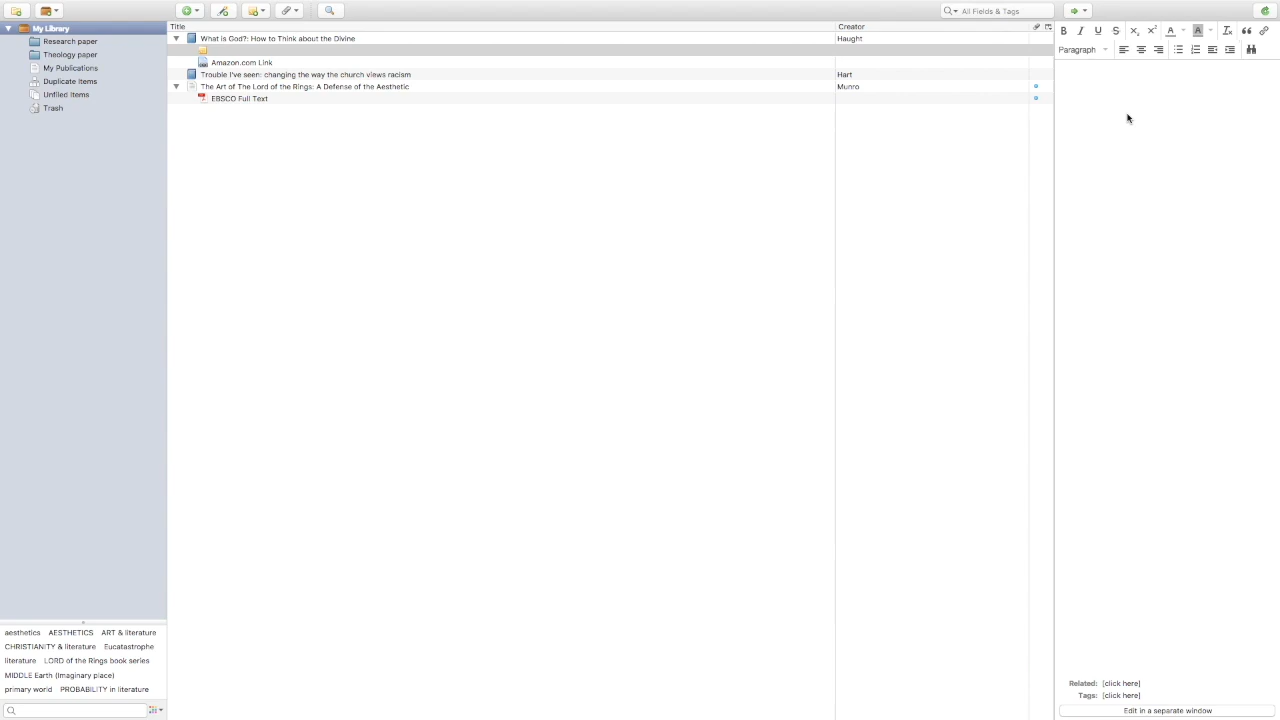 All Fields & Tags
My Library
Research paper
Theology paper
My Publications
Duplicate Items
Unfiled Items
Trash
Title
Creator
What is God?: How to Think about the Divine
Haught
Amazon.com Link
Trouble I've seen: changing the way the church views racism
Hart
The Art of The Lord of the Rings: A Defense of the Aesthetic
Munro
EBSCO Full Text
B I U S X₂ X² A A Tx
Paragraph
aesthetics AESTHETICS ART & literature
CHRISTIANITY & literature Eucatastrophe
literature LORD of the Rings book series
MIDDLE Earth (Imaginary place)
primary world PROBABILITY in literature
Related: [click here]
Tags: [click here]
Edit in a separate window